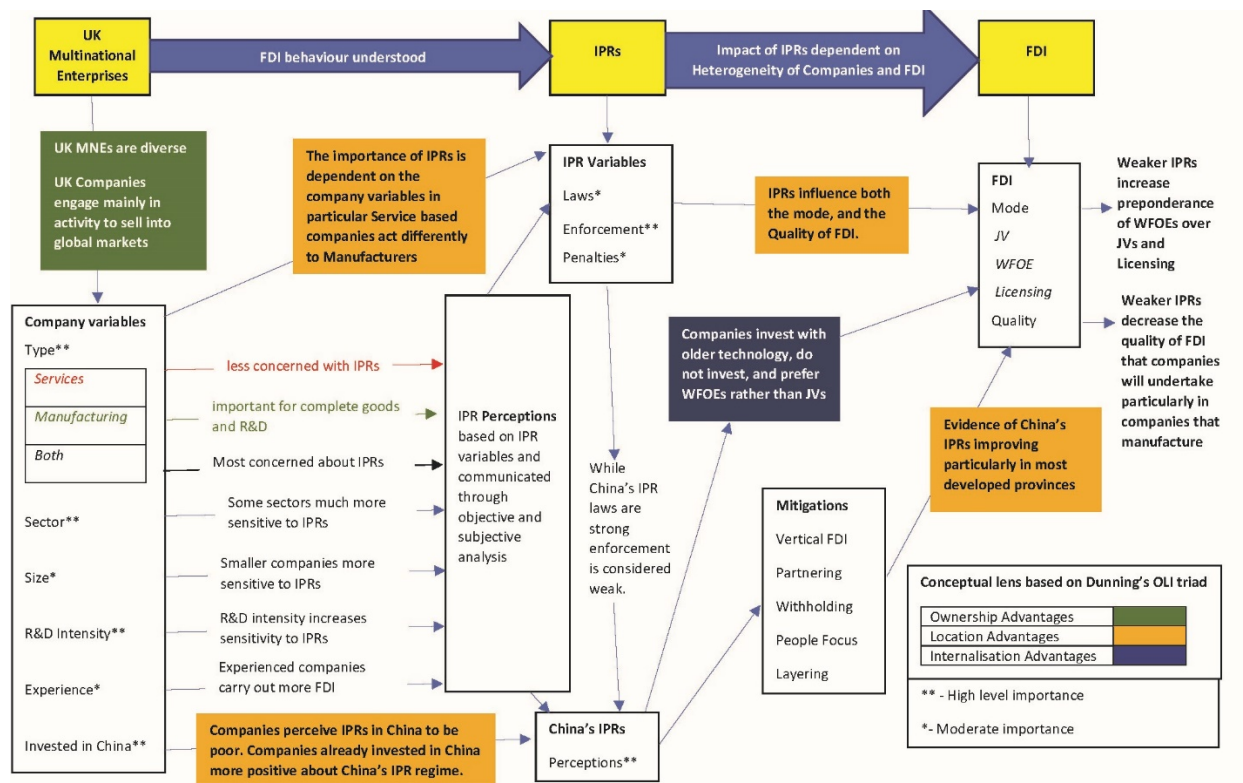 UK
Multinational
Enterprises
FDI behaviour understood
IPRs
Impact of IPRs dependent on
Heterogeneity of Companies and FDI
FDI
UK MNEs are diverse
UK Companies
engage mainly in
activity to sell into
global markets
The importance of IPRs is
dependent on the
company variables in
particular Service based
companies act differently
to Manufacturers
IPR Variables
Laws*
Enforcement**
Penalties*
IPRs influence both
the mode, and the
Quality of FDI.
FDI
Mode
JV
WFOE
Licensing
Quality
Weaker IPRs
increase
preponderance
of WFOEs over
JVs and
Licensing
Weaker IPRs
decrease the
quality of FDI
that companies
will undertake
particularly in
companies that
manufacture
Company variables
Type**
Services
Manufacturing
Both
Sector**
Size*
R&D Intensity**
Experience*
Invested in China**
less concerned with IPRs
important for complete goods
and R&D
Most concerned about IPRs
Some sectors much more
sensitive to IPRs
Smaller companies more
sensitive to IPRs
R&D intensity increases
sensitivity to IPRs
Experienced companies
carry out more FDI
Companies perceive IPRs in China to be
poor. Companies already invested in China
more positive about China's IPR regime.
IPR Perceptions
based on IPR
variables and
communicated
through
objective and
subjective
analysis
While
China's IPR
laws are
strong
enforcement
is considered
weak.
China's IPRs
Perceptions**
Companies invest with
older technology, do
not invest, and prefer
WFOEs rather than JVs
Mitigations
Vertical FDI
Partnering
Withholding
People Focus
Layering
Evidence of China's
IPRs improving
particularly in most
developed provinces
Conceptual lens based on Dunning's OLI triad
Ownership Advantages
Location Advantages
Internalisation Advantages
** - High level importance
*- Moderate importance